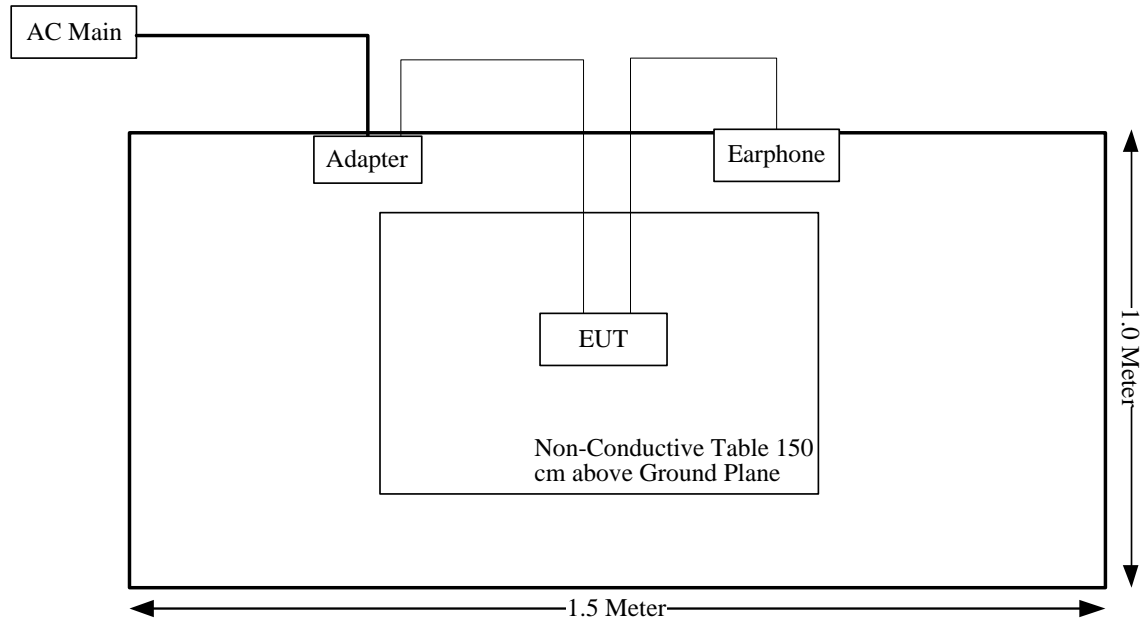 AC Main
Adapter
Earphone
EUT
Non-Conductive Table 150
cm above Ground Plane
1.0 Meter
1.5 Meter